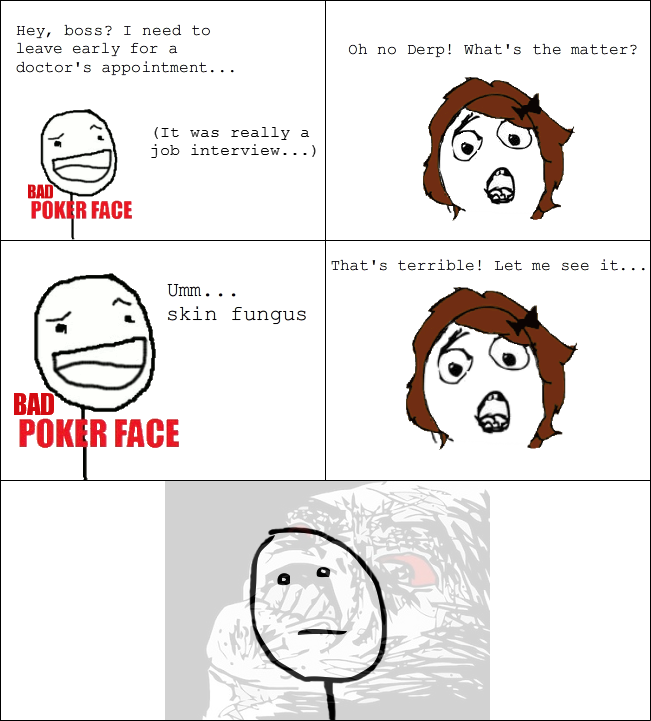 Hey, boss? I need to
leave early for a
doctor's appointment...
(It was really a
job interview...)
BAD
POKER FACE
Oh no Derp! What's the matter?
Umm...
skin fungus
BAD
POKER FACE
That's terrible! Let me see it...